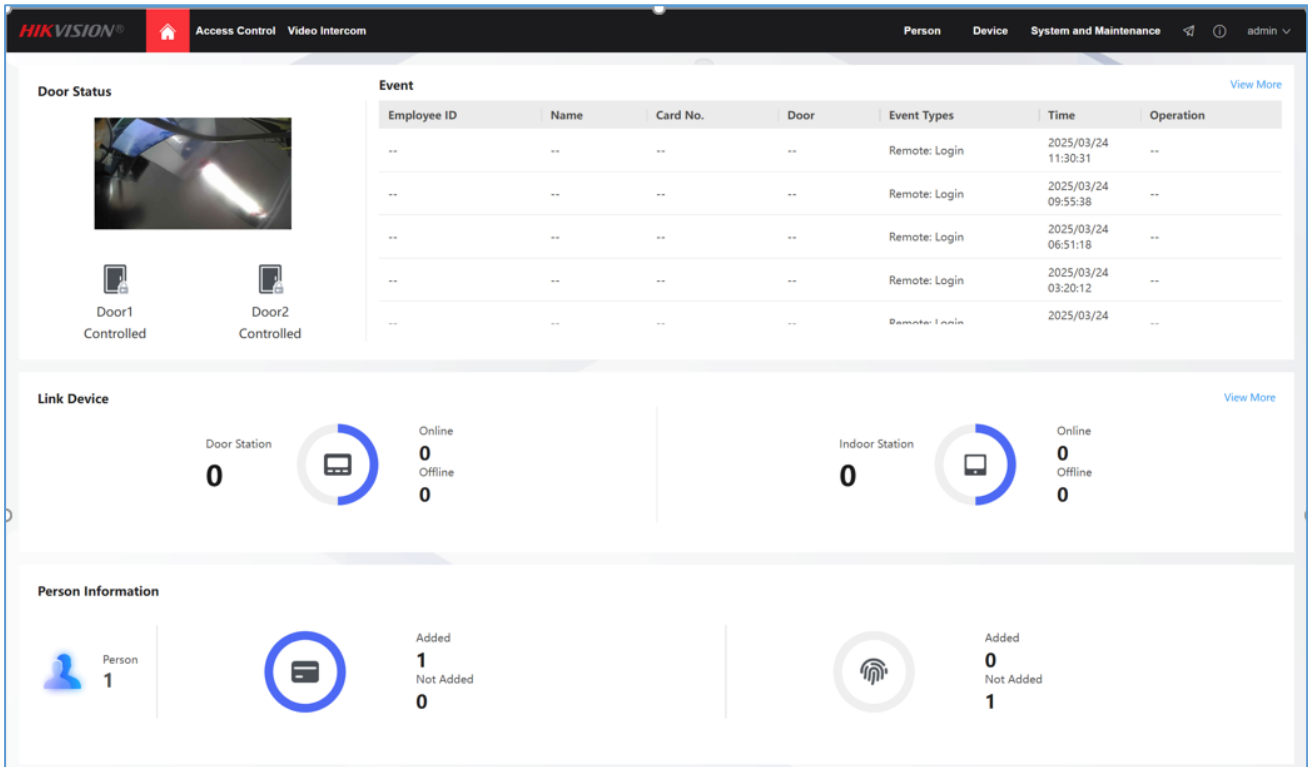 HIKVISION®
Access Control Video Intercom Person Device System and Maintenance admin
Door Status
Door1
Controlled
Door2
Controlled
Event
View More
Employee ID Name Card No. Door Event Types Time Operation
-- -- -- -- Remote: Login 2025/03/24 11:30:31 --
-- -- -- -- Remote: Login 2025/03/24 09:55:38 --
-- -- -- -- Remote: Login 2025/03/24 06:51:18 --
-- -- -- -- Remote: Login 2025/03/24 03:20:12 --
-- -- -- -- Remote: Login 2025/03/24 --
Link Device
View More
Door Station
0
Online
0
Offline
0
Indoor Station
0
Online
0
Offline
0
Person Information
Person
1
Added
1
Not Added
0
Added
0
Not Added
1